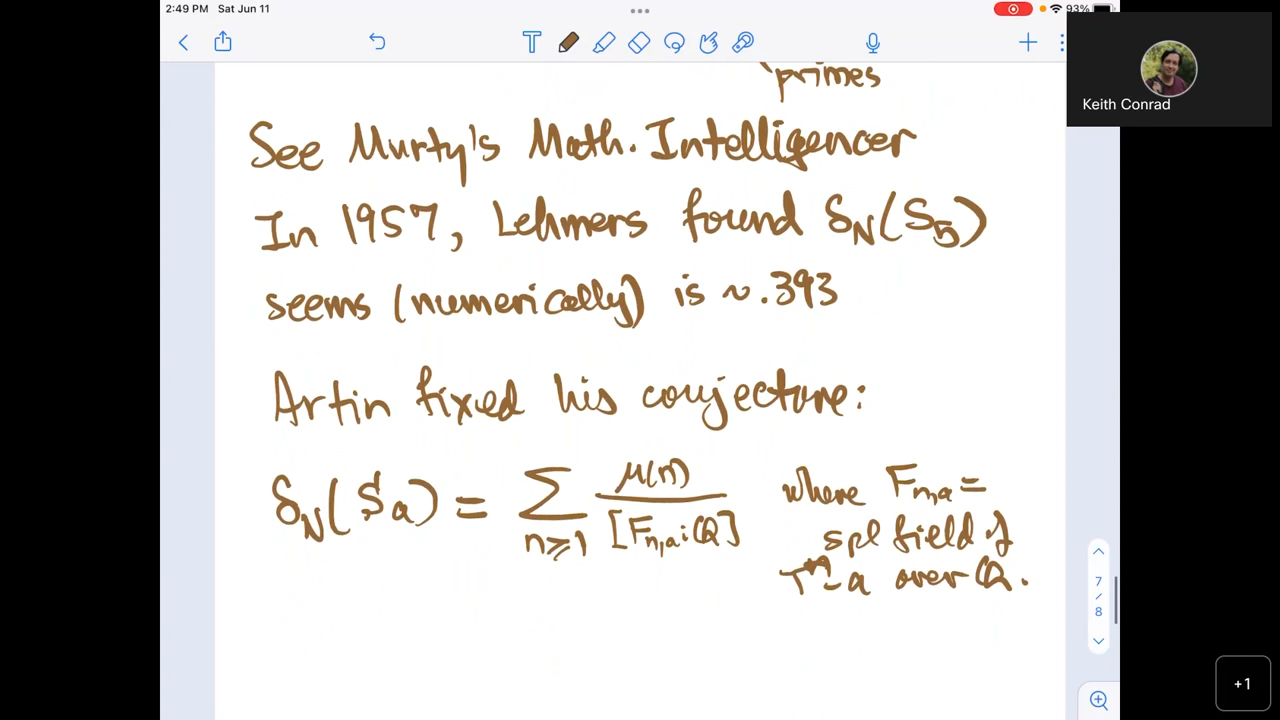 2:49 PM Sat Jun 11
93%
Keith Conrad
primes
See Murty's Math. Intelligencer
In 1957, Lehmers found δ_N(S_5)
seems (numerically) is ~ .393
Artin fixed his conjecture:
δ_N(S_a) = ∑_{n⩾1} μ(n)/[F_{n,a}:ℚ] where F_{n,a} =
spl field of
T^n - a over ℚ.
7
/
8
+1